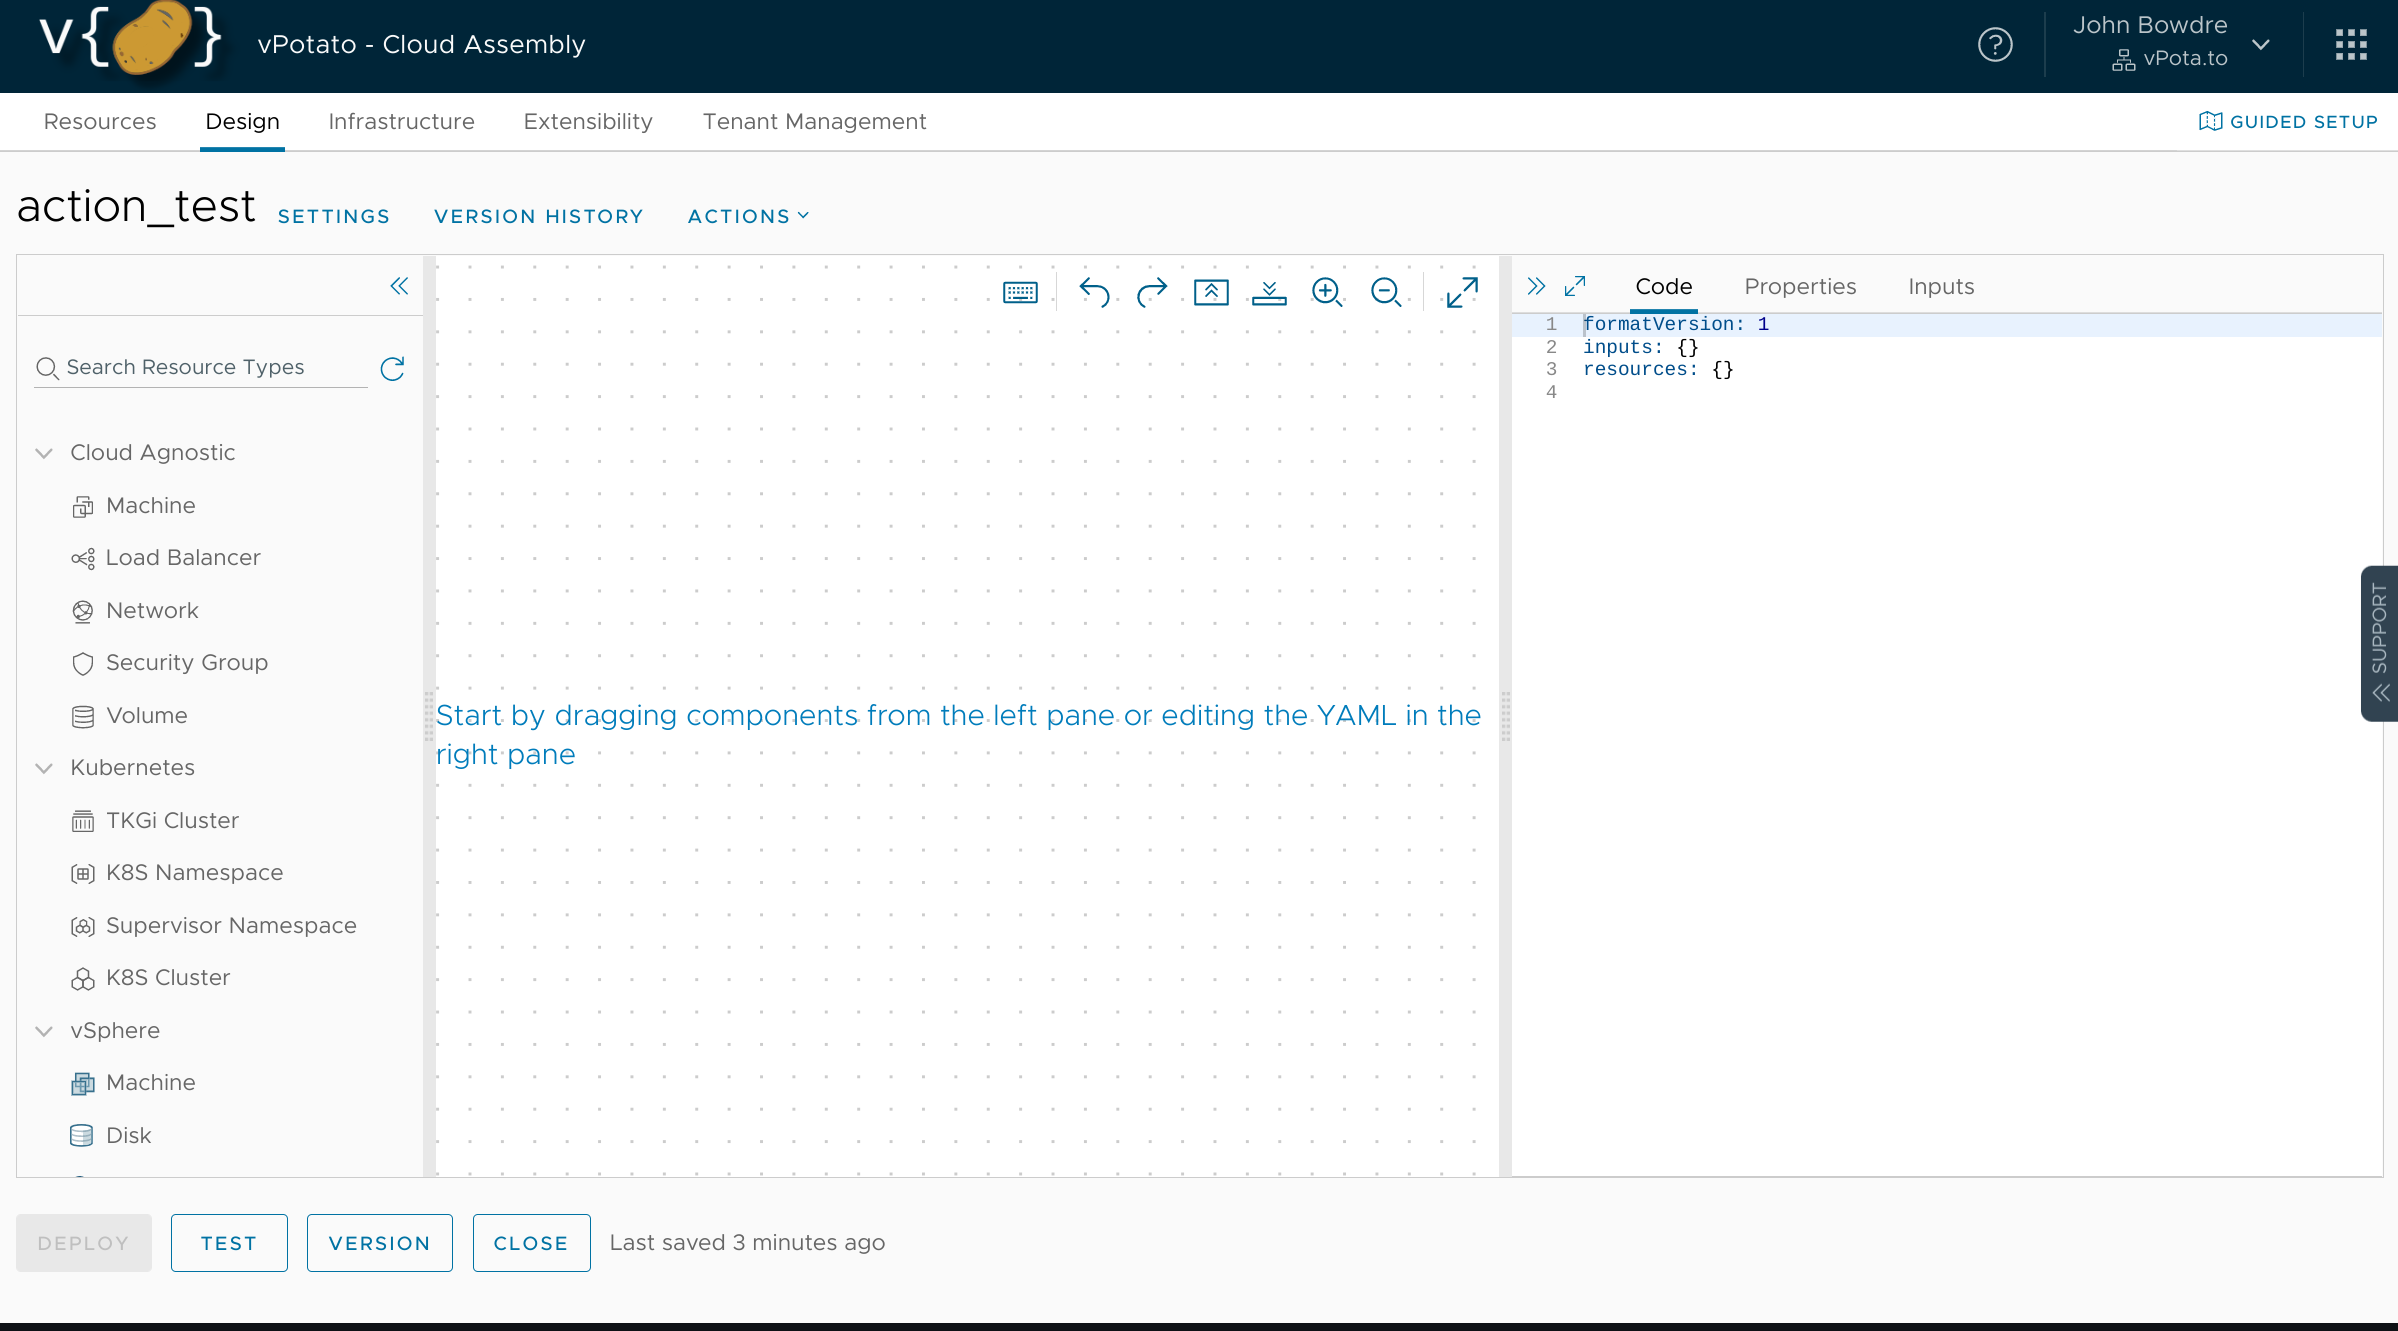 v{ }
vPotato - Cloud Assembly
John Bowdre
vPota.to
Resources
Design
Infrastructure
Extensibility
Tenant Management
GUIDED SETUP
action_test
SETTINGS
VERSION HISTORY
ACTIONS
Search Resource Types
Cloud Agnostic
Machine
Load Balancer
Network
Security Group
Volume
Kubernetes
TKGi Cluster
K8S Namespace
Supervisor Namespace
K8S Cluster
vSphere
Machine
Disk
Start by dragging components from the left pane or editing the YAML in the
right pane
Code
Properties
Inputs
1 formatVersion: 1
2 inputs: {}
3 resources: {}
4
SUPPORT
DEPLOY
TEST
VERSION
CLOSE
Last saved 3 minutes ago